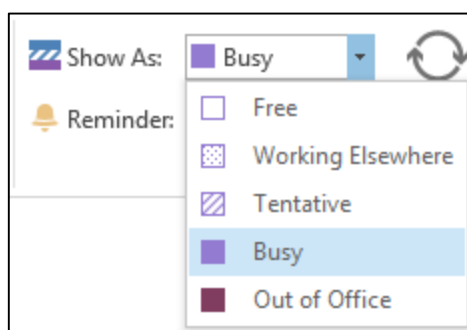 Show As: Busy
Reminder:
Free
Working Elsewhere
Tentative
Busy
Out of Office